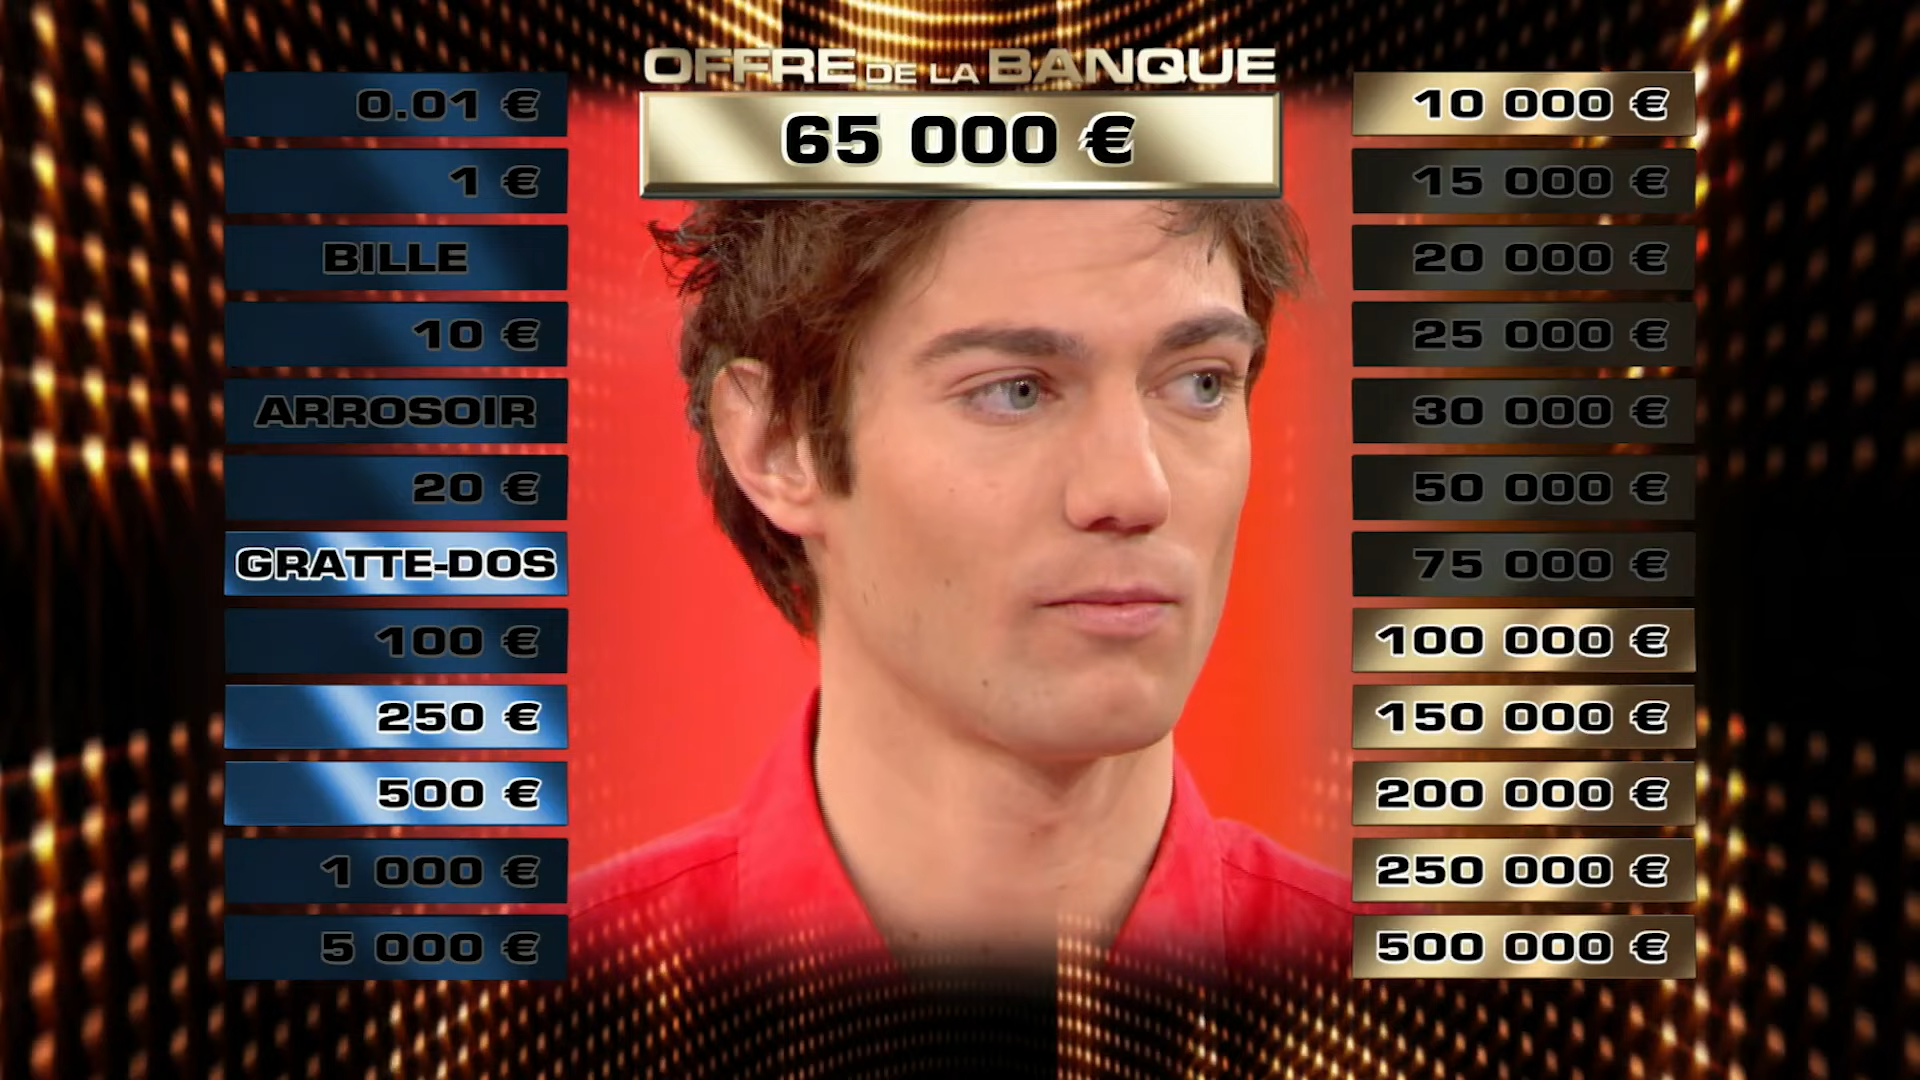 OFFRE DE LA BANQUE
65 000 €
0.01 €
1 €
BILLE
10 €
ARROSOIR
20 €
GRATTE-DOS
100 €
250 €
500 €
1 000 €
5 000 €
10 000 €
15 000 €
20 000 €
25 000 €
30 000 €
50 000 €
75 000 €
100 000 €
150 000 €
200 000 €
250 000 €
500 000 €